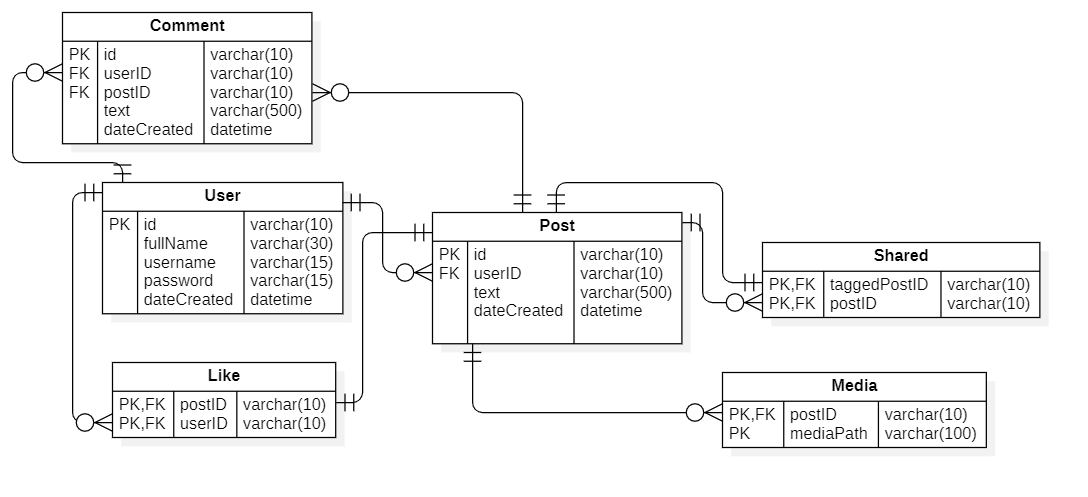 Comment
PK id varchar(10)
FK userID varchar(10)
FK postID varchar(10)
text varchar(500)
dateCreated datetime
User
PK id varchar(10)
fullName varchar(30)
username varchar(15)
password varchar(15)
dateCreated datetime
Post
PK id varchar(10)
FK userID varchar(10)
text varchar(500)
dateCreated datetime
Shared
PK,FK taggedPostID varchar(10)
PK,FK postID varchar(10)
Like
PK,FK postID varchar(10)
PK,FK userID varchar(10)
Media
PK,FK postID varchar(10)
PK mediaPath varchar(100)